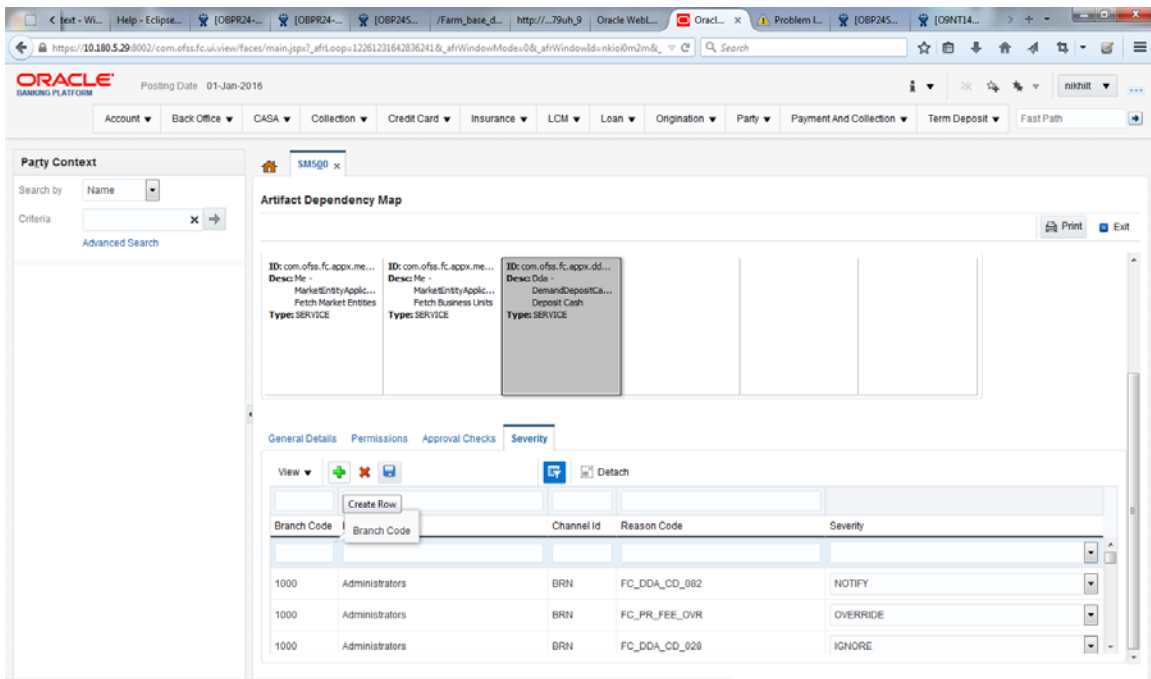 text - Wi... Help - Eclipse... [OBPR24-... [OBPR24-... [OBP245... /Farm_base_d... http://...79uh_9 Oracle WebL... Oracl... x Problem L... [OBP245... [O9NT14...
https://10.180.5.29:8002/com.ofss.fc.ui.view/faces/main.jspx?_afrLoop=12261231642836241&_afrWindowMode=0&_afrWindowId=nkioi0m2m&_ Search
ORACLE Posting Date 01-Jan-2016 nikhilt
BANKING PLATFORM
Account Back Office CASA Collection Credit Card Insurance LCM Loan Origination Party Payment And Collection Term Deposit Fast Path
Party Context SM500 x
Search by Name Artifact Dependency Map
Criteria x Print Exit
Advanced Search
ID: com.ofss.fc.appx.me... ID: com.ofss.fc.appx.me... ID: com.ofss.fc.appx.dd...
Desc: Me - Desc: Me - Desc: Dda -
MarketEntityApplic... MarketEntityApplic... DemandDepositCa...
Fetch Market Entities Fetch Business Units Deposit Cash
Type: SERVICE Type: SERVICE Type: SERVICE
General Details Permissions Approval Checks Severity
View Detach
Create Row
Branch Code Branch Code Channel Id Reason Code Severity
1000 Administrators BRN FC_DDA_CD_082 NOTIFY
1000 Administrators BRN FC_PR_FEE_OVR OVERRIDE
1000 Administrators BRN FC_DDA_CD_028 IGNORE